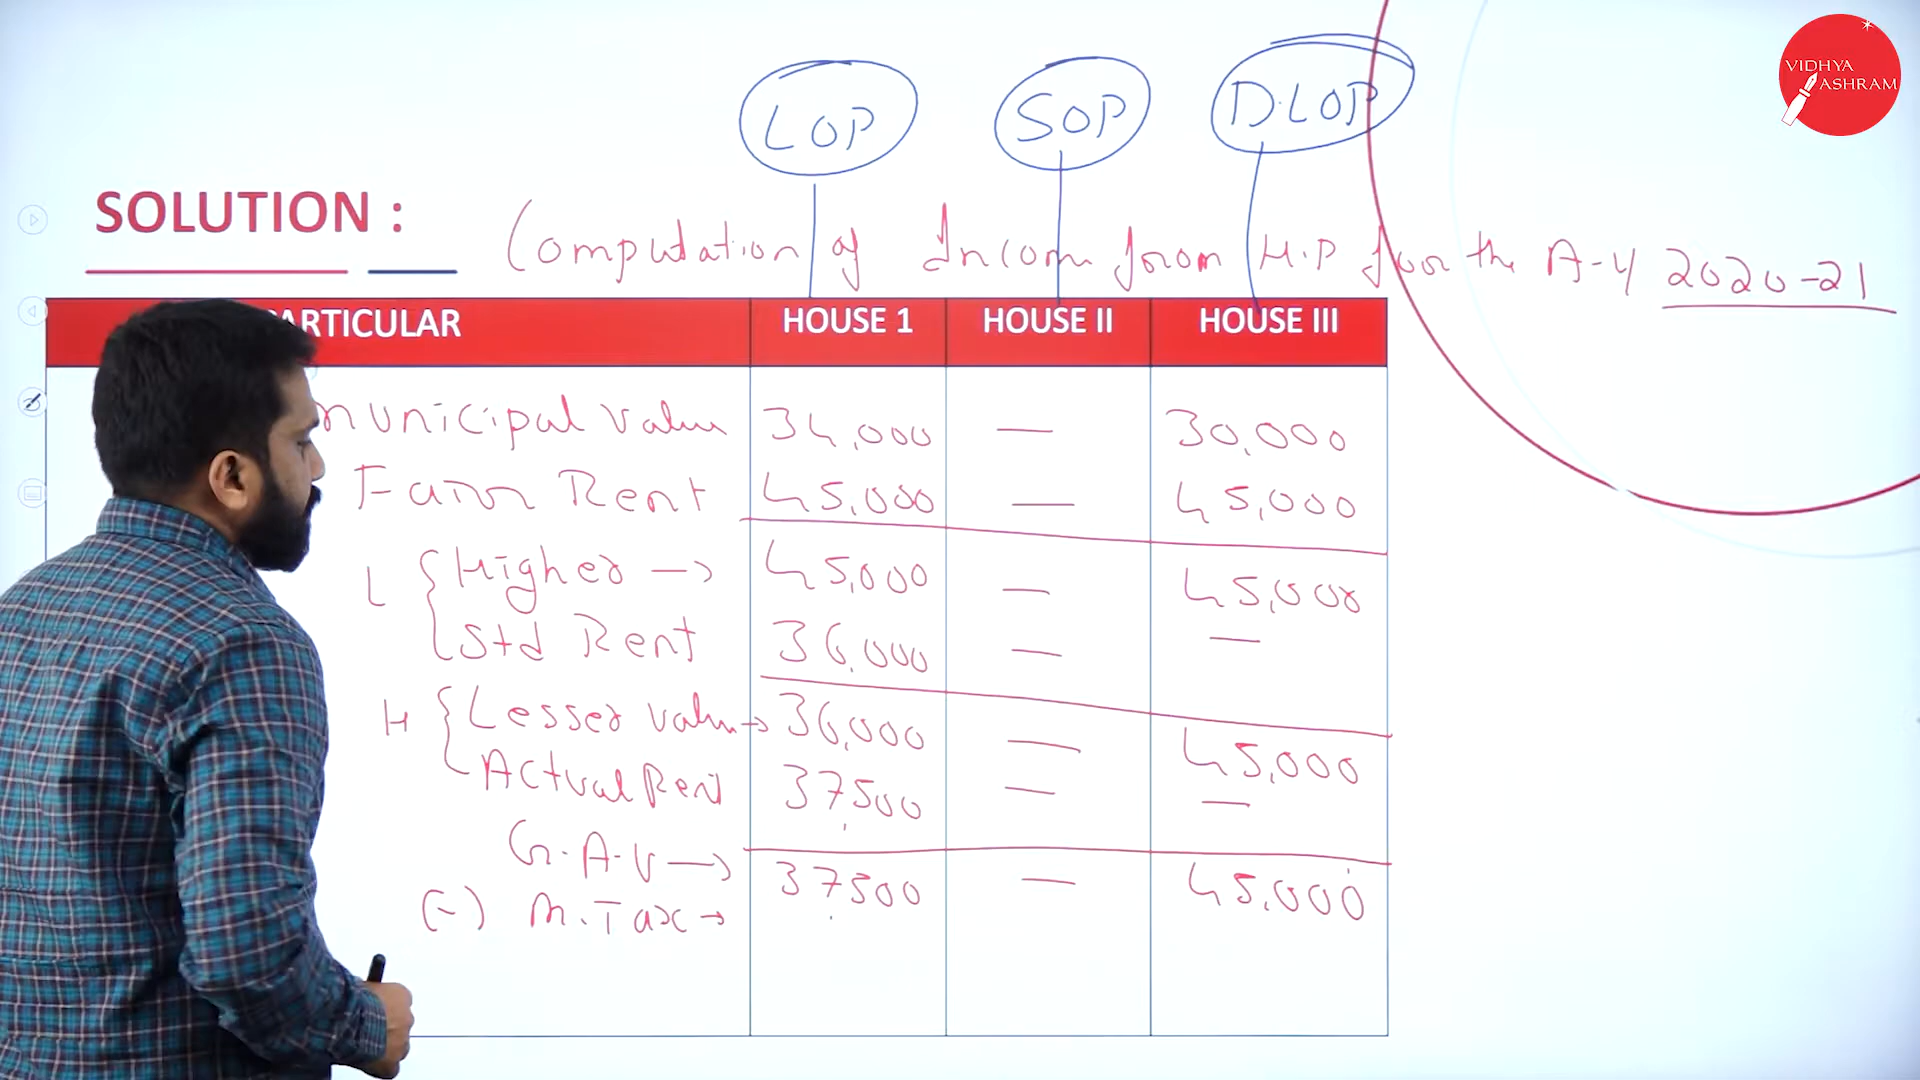 LOP SOP D.LOP
VIDHYA
ASHRAM
SOLUTION :
Computation of Income from H.P for the A-Y 2020-21
PARTICULAR HOUSE 1 HOUSE II HOUSE III
Municipal Value 34,000 — 30,000
Fair Rent 45,000 — 45,000
L { Higher → 45,000 — 45,000
Std Rent 36,000 — —
H { Lesser value → 36,000 — 45,000
Actual Rent 37,500 — —
G.A.V → 37,500 — 45,000
(-) M.Tax →